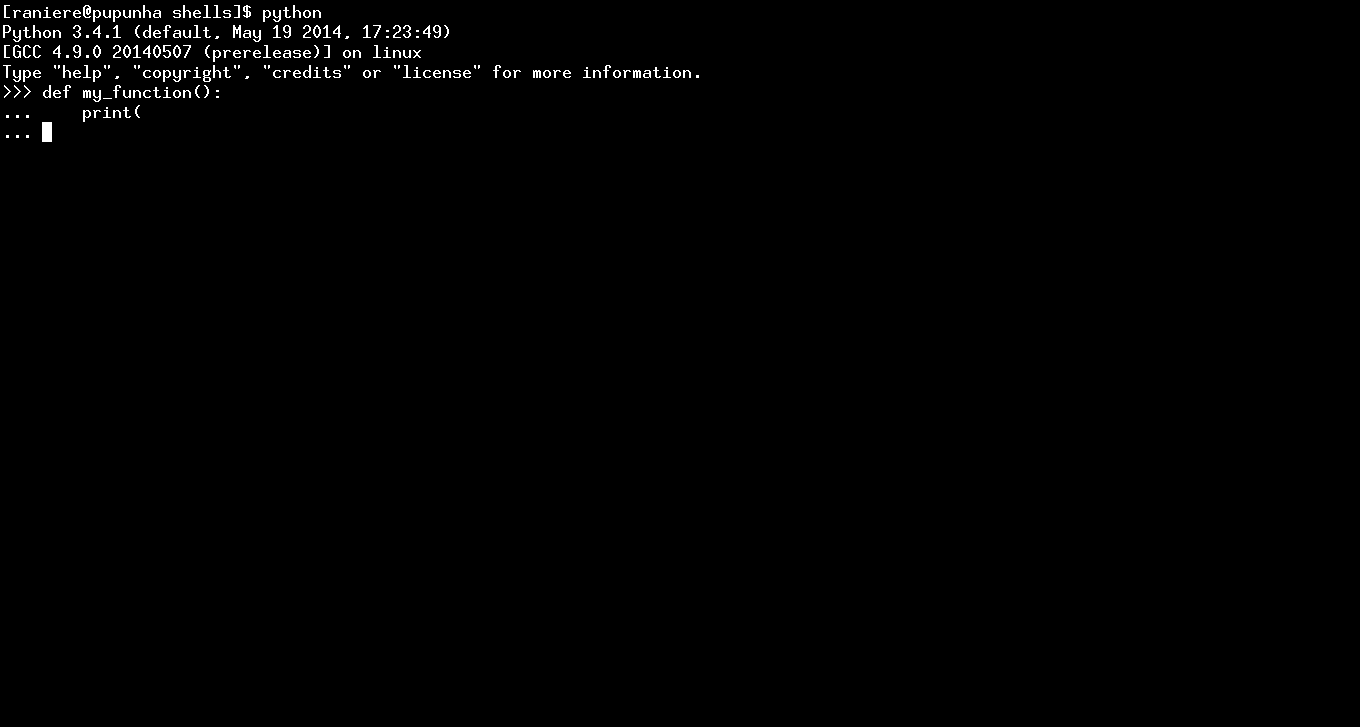 [raniere@pupunha shells]$ python
Python 3.4.1 (default, May 19 2014, 17:23:49)
[GCC 4.9.0 20140507 (prerelease)] on linux
Type "help", "copyright", "credits" or "license" for more information.
>>> def my_function():
...     print(
...